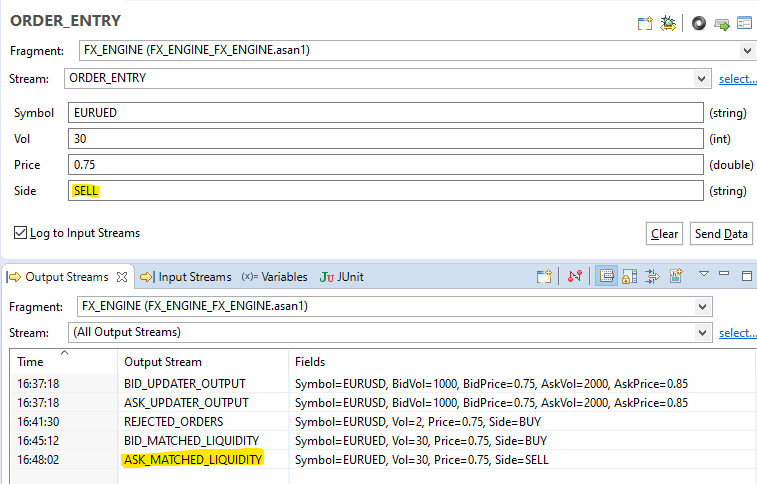 ORDER_ENTRY
Fragment: FX_ENGINE (FX_ENGINE_FX_ENGINE.asan1)
Stream: ORDER_ENTRY select...
Symbol EURUED (string)
Vol 30 (int)
Price 0.75 (double)
Side SELL (string)
Log to Input Streams Clear Send Data
Output Streams Input Streams (x)= Variables JU JUnit
Fragment: FX_ENGINE (FX_ENGINE_FX_ENGINE.asan1)
Stream: (All Output Streams) select...
Time Output Stream Fields
16:37:18 BID_UPDATER_OUTPUT Symbol=EURUSD, BidVol=1000, BidPrice=0.75, AskVol=2000, AskPrice=0.85
16:37:18 ASK_UPDATER_OUTPUT Symbol=EURUSD, BidVol=1000, BidPrice=0.75, AskVol=2000, AskPrice=0.85
16:41:30 REJECTED_ORDERS Symbol=EURUSD, Vol=2, Price=0.75, Side=BUY
16:45:12 BID_MATCHED_LIQUIDITY Symbol=EURUED, Vol=30, Price=0.75, Side=BUY
16:48:02 ASK_MATCHED_LIQUIDITY Symbol=EURUED, Vol=30, Price=0.75, Side=SELL